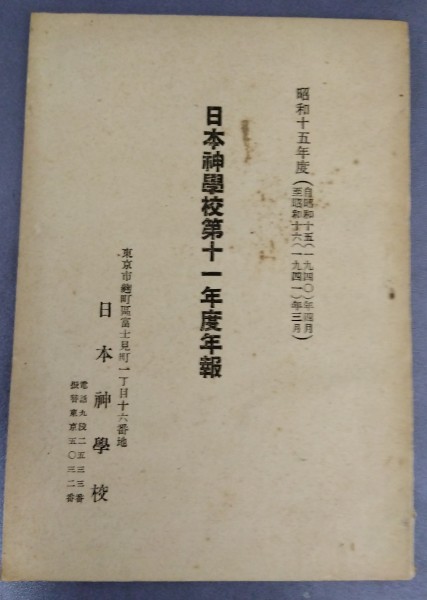 昭和十五年度
(自昭和十五(一九四〇)年四月
至昭和十六(一九四一)年三月)
日本神學校第十一年度年報
東京市麴町區富士見町一丁目十六番地
日本神學校
電話九段二五三三番
振替東京五〇三二番